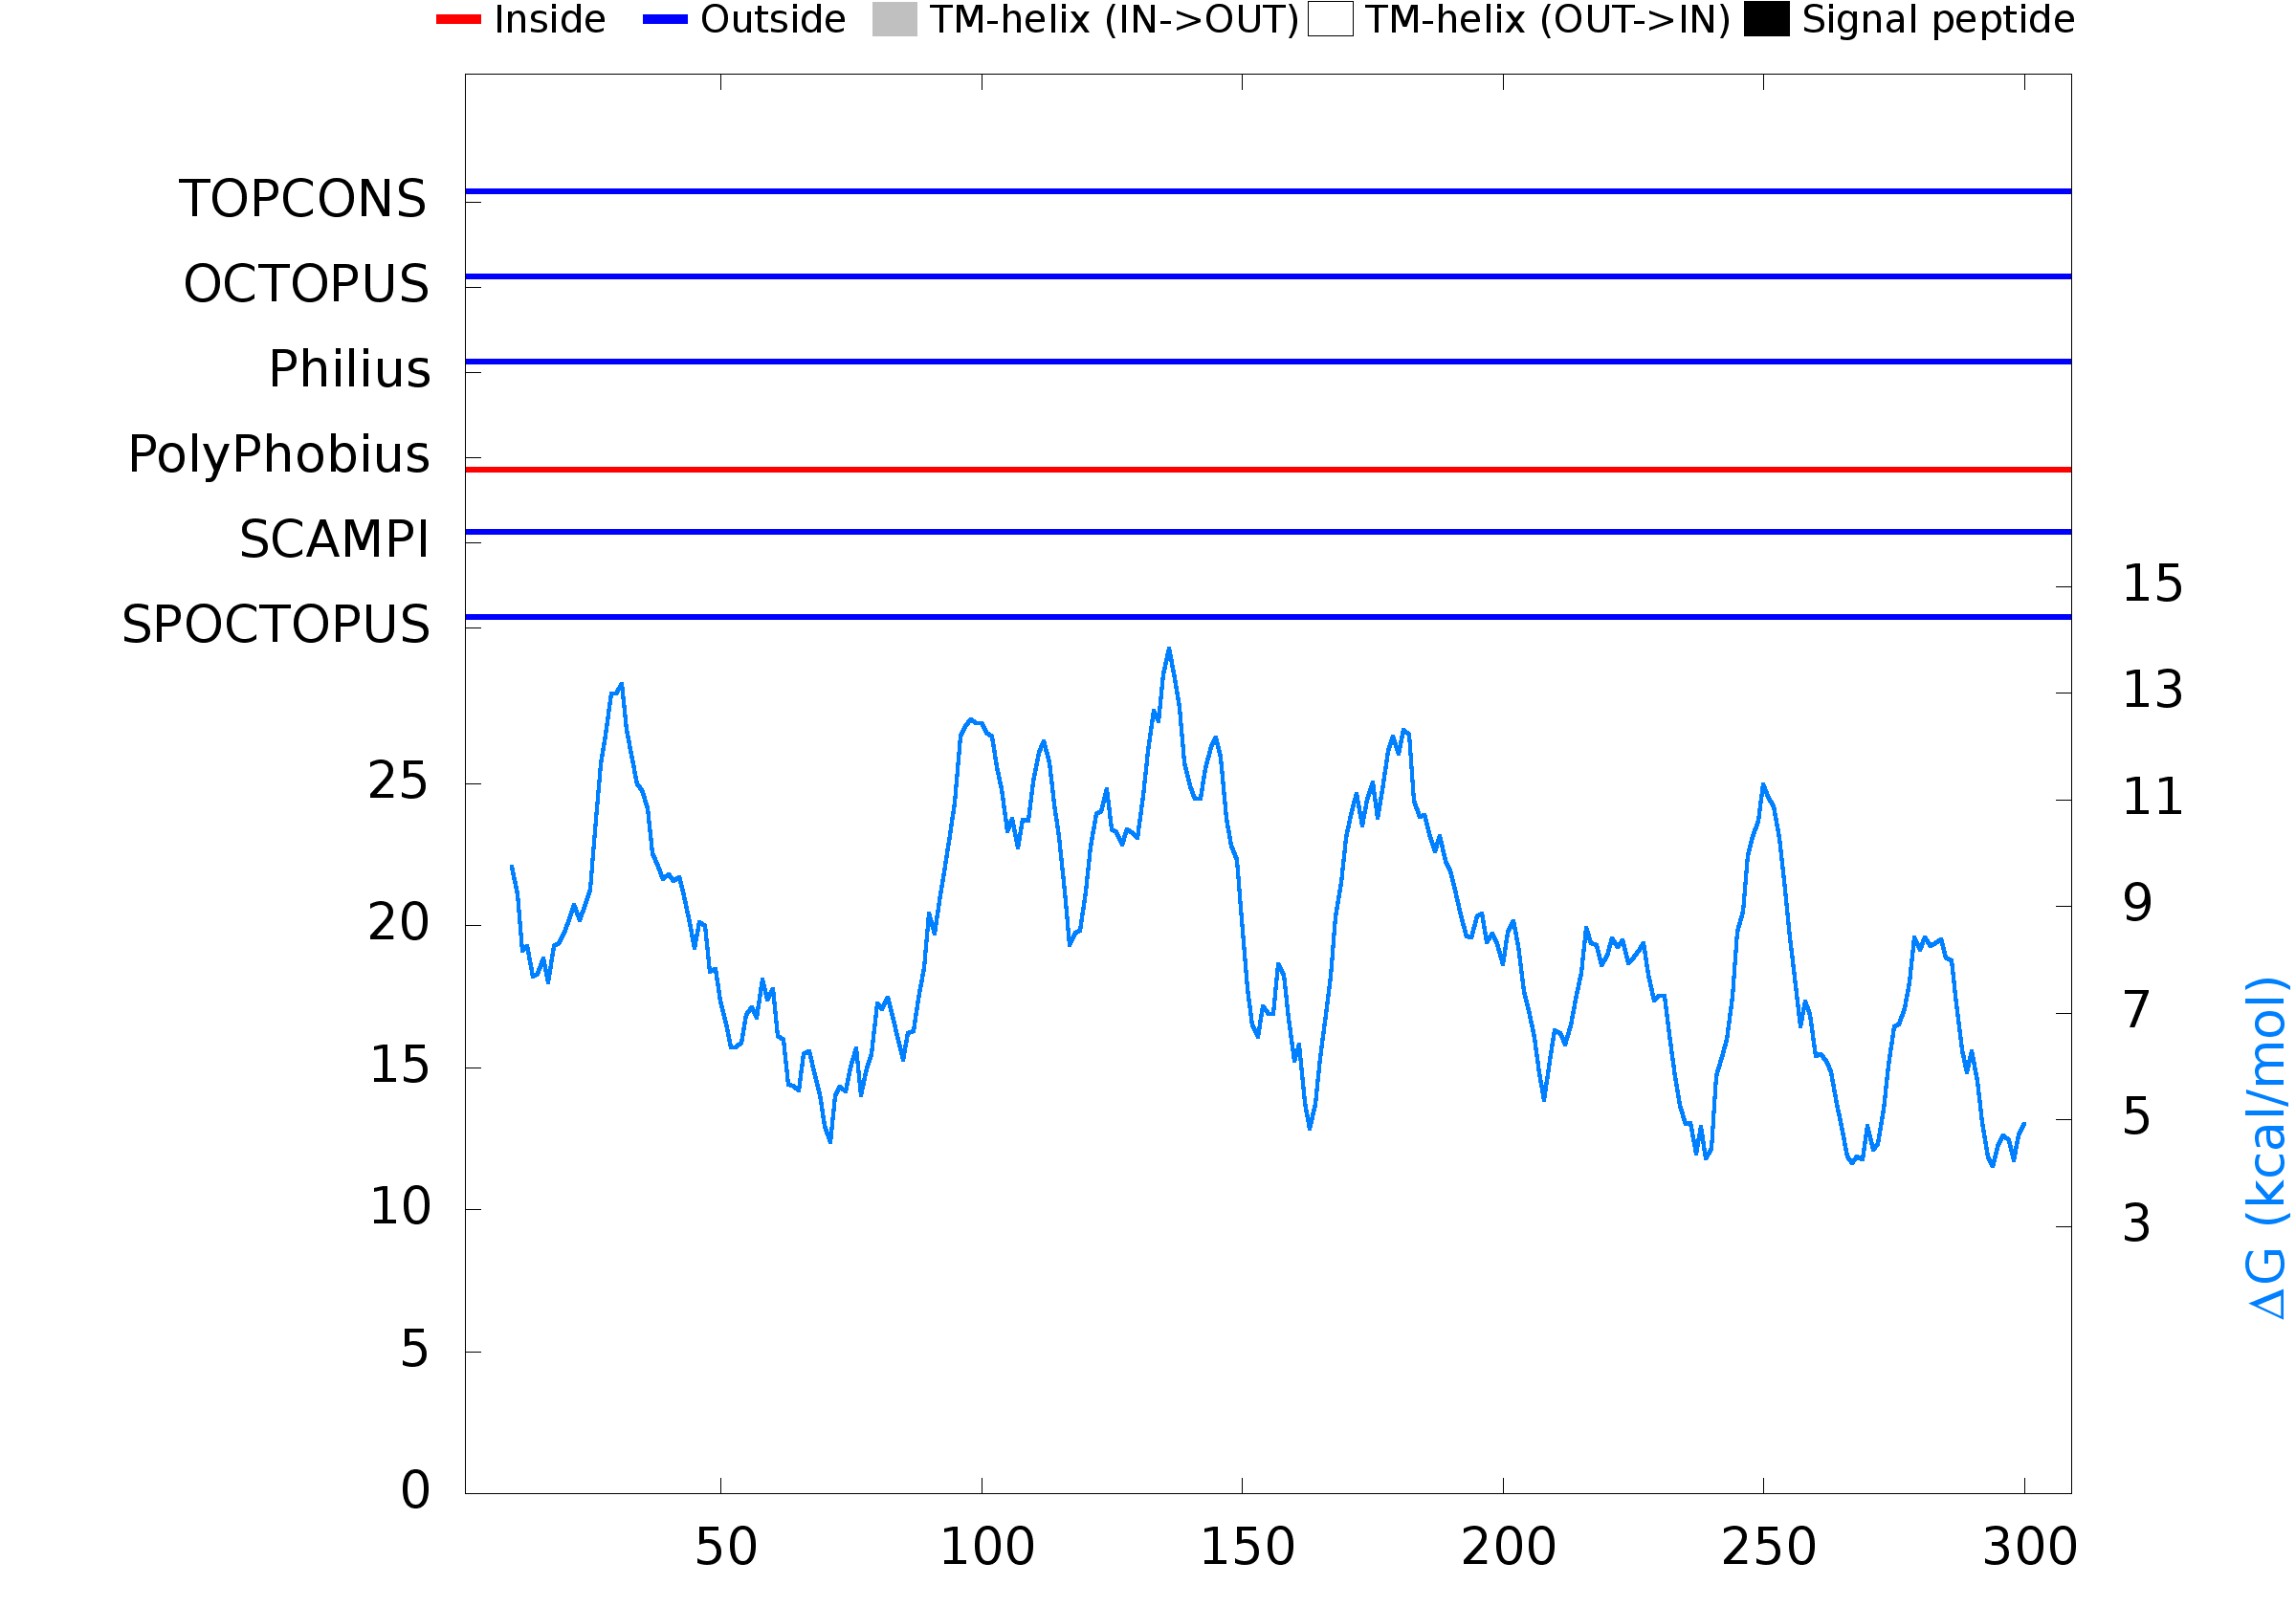 Inside Outside TM-helix (IN->OUT) TM-helix (OUT->IN) Signal peptide
TOPCONS
OCTOPUS
Philius
PolyPhobius
SCAMPI
SPOCTOPUS
15
13
25
11
20
9
15
7
10
5
3
5
0
ΔG (kcal/mol)
50 100 150 200 250 300